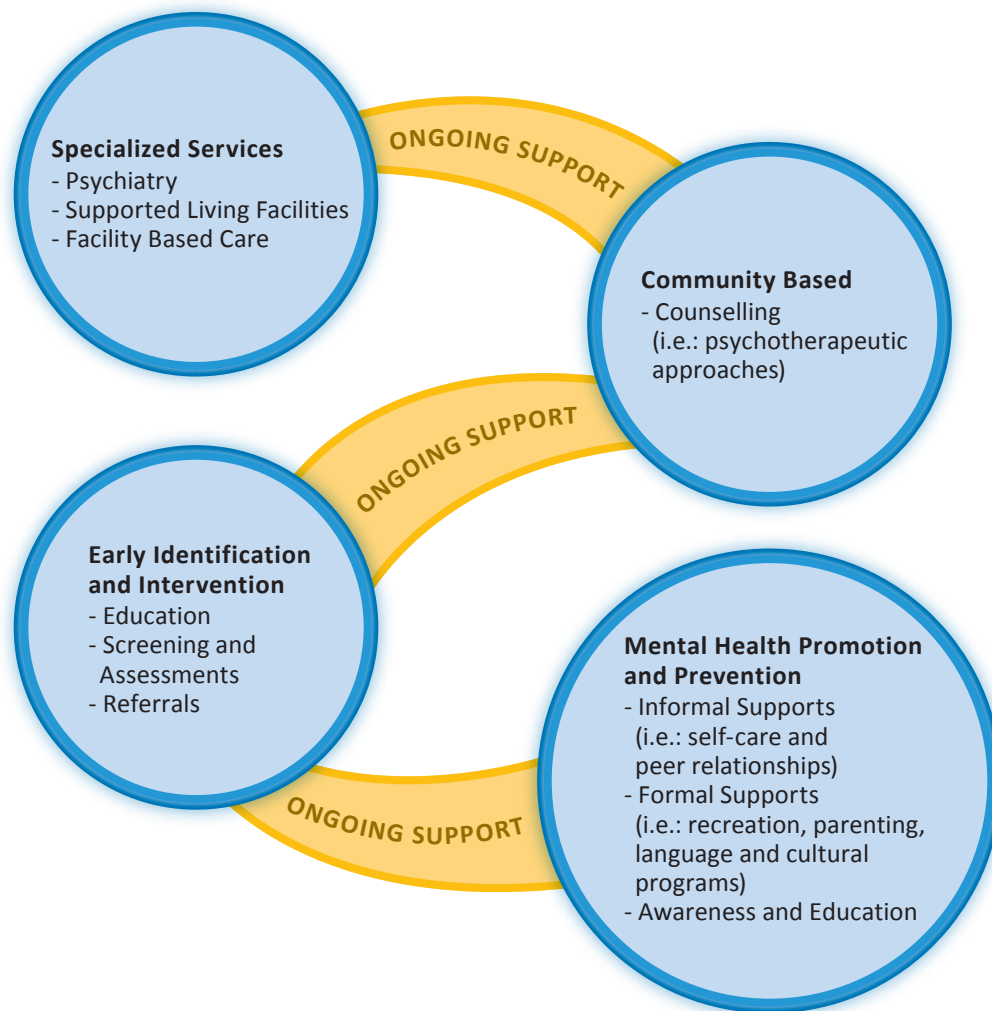 Specialized Services
- Psychiatry
- Supported Living Facilities
- Facility Based Care
ONGOING SUPPORT
Community Based
- Counselling
(i.e.: psychotherapeutic
approaches)
ONGOING SUPPORT
Early Identification
and Intervention
- Education
- Screening and
Assessments
- Referrals
ONGOING SUPPORT
Mental Health Promotion
and Prevention
- Informal Supports
(i.e.: self-care and
peer relationships)
- Formal Supports
(i.e.: recreation, parenting,
language and cultural
programs)
- Awareness and Education